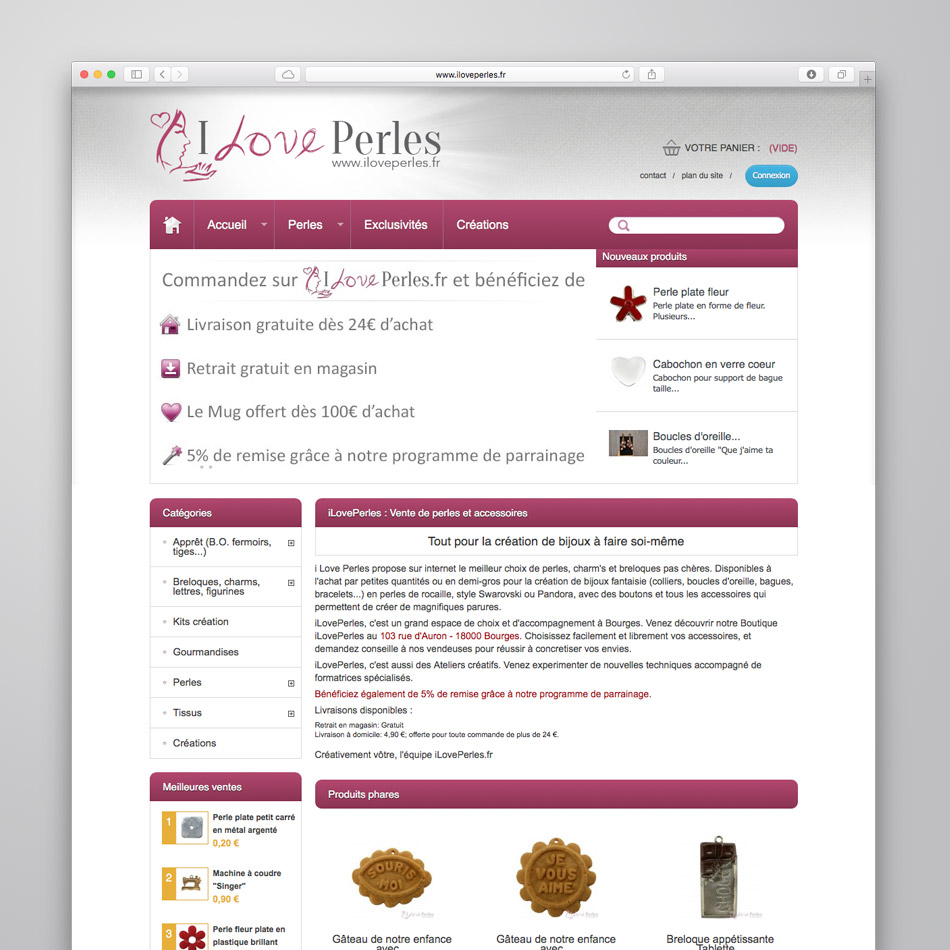 www.iloveperles.fr
I Love Perles
www.iloveperles.fr
VOTRE PANIER : (VIDE)
contact / plan du site / Connexion
Accueil Perles Exclusivités Créations
Commandez sur I Love Perles.fr et bénéficiez de
Livraison gratuite dès 24€ d'achat
Retrait gratuit en magasin
Le Mug offert dès 100€ d'achat
5% de remise grâce à notre programme de parrainage
Nouveaux produits
Perle plate fleur
Perle plate en forme de fleur.
Plusieurs...
Cabochon en verre coeur
Cabochon pour support de bague
taille...
Boucles d'oreille...
Boucles d'oreille "Que j'aime ta
couleur...
Catégories
Apprêt (B.O. fermoirs,
tiges...)
Breloques, charms,
lettres, figurines
Kits création
Gourmandises
Perles
Tissus
Créations
iLovePerles : Vente de perles et accessoires
Tout pour la création de bijoux à faire soi-même
i Love Perles propose sur internet le meilleur choix de perles, charm's et breloques pas chères. Disponibles à
l'achat par petites quantités ou en demi-gros pour la création de bijoux fantaisie (colliers, boucles d'oreille, bagues,
bracelets...) en perles de rocaille, style Swarovski ou Pandora, avec des boutons et tous les accessoires qui
permettent de créer de magnifiques parures.
iLovePerles, c'est un grand espace de choix et d'accompagnement à Bourges. Venez découvrir notre Boutique
iLovePerles au 103 rue d'Auron - 18000 Bourges. Choisissez facilement et librement vos accessoires, et
demandez conseille à nos vendeuses pour réussir à concretiser vos envies.
iLovePerles, c'est aussi des Ateliers créatifs. Venez experimenter de nouvelles techniques accompagné de
formatrices spécialisés.
Bénéficiez également de 5% de remise grâce à notre programme de parrainage.
Livraisons disponibles :
Retrait en magasin: Gratuit
Livraison à domicile: 4,90 €; offerte pour toute commande de plus de 24 €.
Créativement vôtre, l'équipe iLovePerles.fr
Meilleures ventes
1
Perle plate petit carré
en métal argenté
0,20 €
2
Machine à coudre
"Singer"
0,90 €
3
Perle fleur plate en
plastique brillant
Produits phares
SOURIS
MOI
JE
VOUS
AIME
Gâteau de notre enfance
avec
Gâteau de notre enfance
avec
Breloque appétissante
Tablette